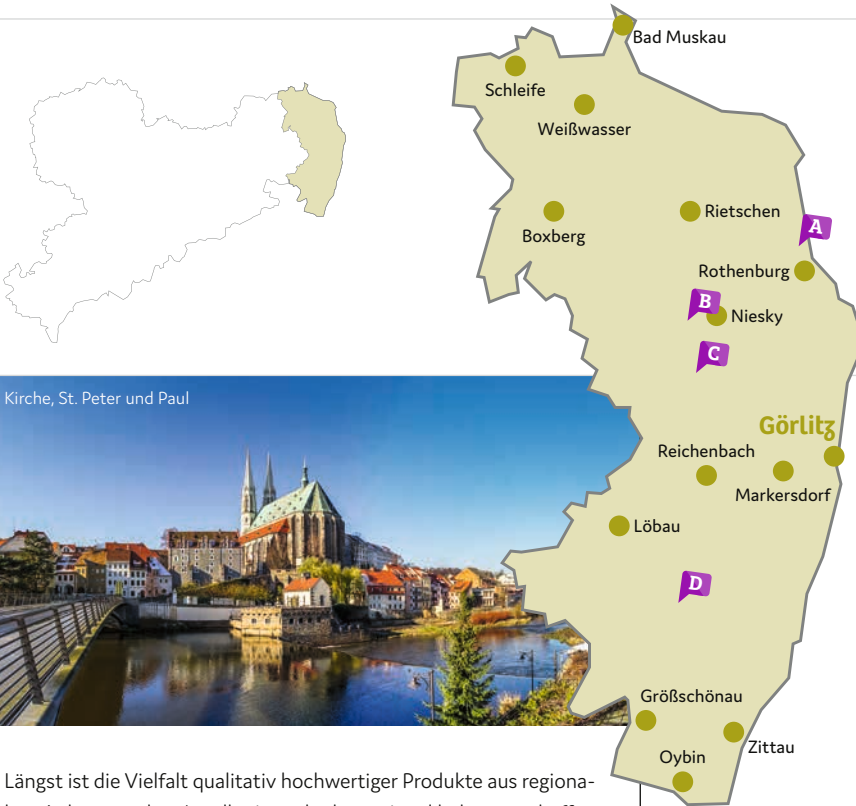 Bad Muskau
Schleife
Weißwasser
Rietschen
Boxberg
A
Rothenburg
B
Niesky
C
Kirche, St. Peter und Paul
Görlitz
Reichenbach
Markersdorf
Löbau
D
Größschönau
Zittau
Oybin
Längst ist die Vielfalt qualitativ hochwertiger Produkte aus regiona-